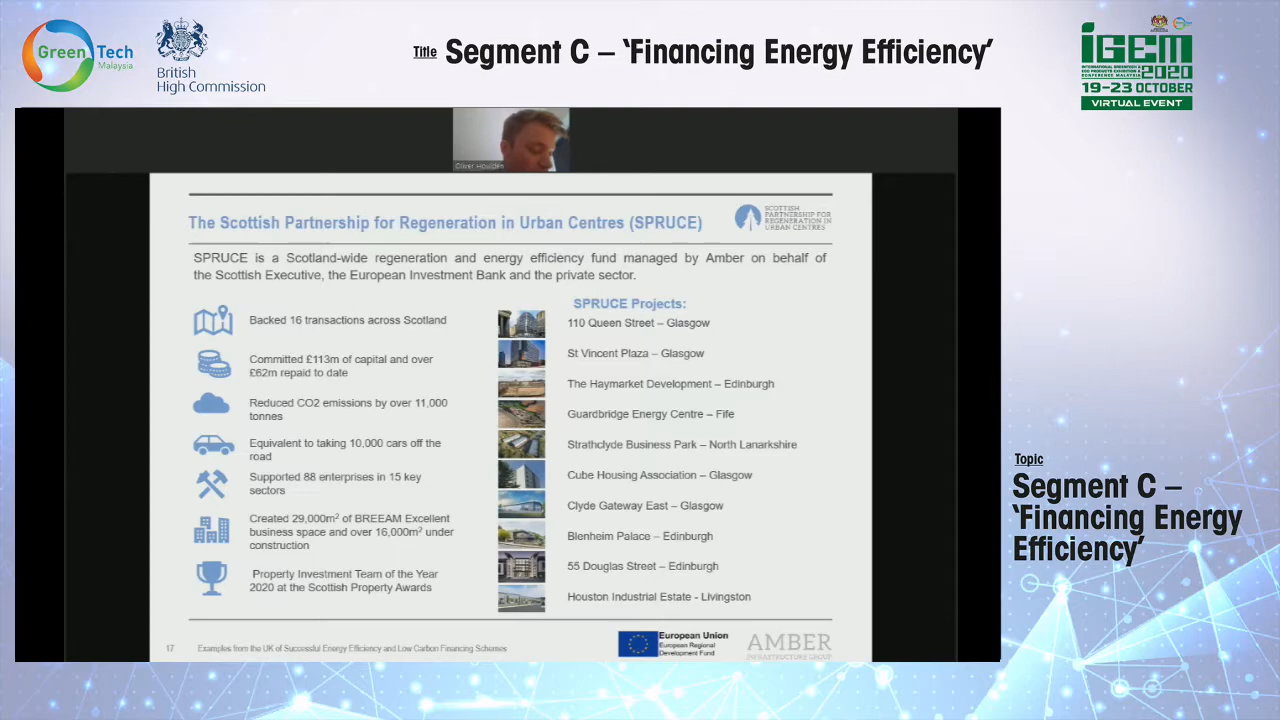 GreenTech
Malaysia
British
High Commission
Title Segment C – ‘Financing Energy Efficiency’
iGEM
INTERNATIONAL GREENTECH &
ECO PRODUCTS EXHIBITION &
CONFERENCE MALAYSIA
2020
19-23 OCTOBER
VIRTUAL EVENT
The Scottish Partnership for Regeneration in Urban Centres (SPRUCE)
SCOTTISH
PARTNERSHIP FOR
REGENERATION IN
URBAN CENTRES
SPRUCE is a Scotland-wide regeneration and energy efficiency fund managed by Amber on behalf of
the Scottish Executive, the European Investment Bank and the private sector.
Backed 16 transactions across Scotland
Committed £113m of capital and over
£62m repaid to date
Reduced CO2 emissions by over 11,000
tonnes
Equivalent to taking 10,000 cars off the
road
Supported 88 enterprises in 15 key
sectors
Created 29,000m² of BREEAM Excellent
business space and over 16,000m² under
construction
Property Investment Team of the Year
2020 at the Scottish Property Awards
SPRUCE Projects:
110 Queen Street – Glasgow
St Vincent Plaza – Glasgow
The Haymarket Development – Edinburgh
Guardbridge Energy Centre – Fife
Strathclyde Business Park – North Lanarkshire
Cube Housing Association – Glasgow
Clyde Gateway East – Glasgow
Blenheim Palace – Edinburgh
55 Douglas Street – Edinburgh
Houston Industrial Estate - Livingston
17
Examples from the UK of Successful Energy Efficiency and Low Carbon Financing Schemes
European Union
European Regional
Development Fund
AMBER
INFRASTRUCTURE GROUP
Topic
Segment C –
‘Financing Energy
Efficiency’